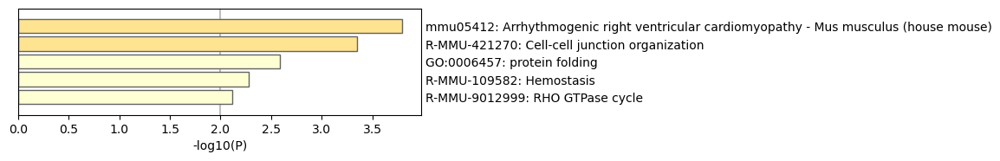 mmu05412: Arrhythmogenic right ventricular cardiomyopathy - Mus musculus (house mouse)
R-MMU-421270: Cell-cell junction organization
GO:0006457: protein folding
R-MMU-109582: Hemostasis
R-MMU-9012999: RHO GTPase cycle
0.0 0.5 1.0 1.5 2.0 2.5 3.0 3.5
-log10(P)